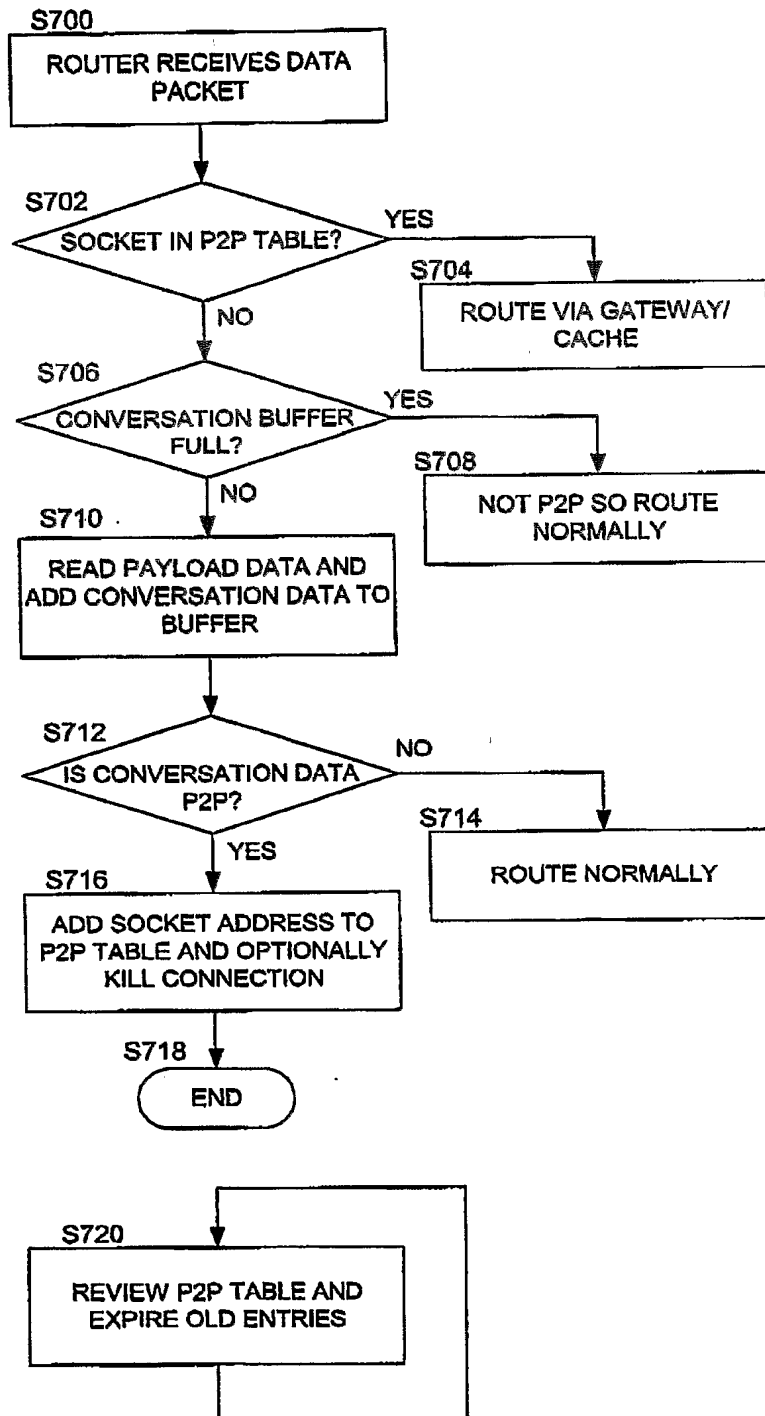 S700
ROUTER RECEIVES DATA
PACKET
S702
SOCKET IN P2P TABLE?
YES
S704
ROUTE VIA GATEWAY/
CACHE
NO
S706
CONVERSATION BUFFER
FULL?
YES
S708
NOT P2P SO ROUTE
NORMALLY
NO
S710
READ PAYLOAD DATA AND
ADD CONVERSATION DATA TO
BUFFER
S712
IS CONVERSATION DATA
P2P?
NO
S714
ROUTE NORMALLY
YES
S716
ADD SOCKET ADDRESS TO
P2P TABLE AND OPTIONALLY
KILL CONNECTION
S718
END
S720
REVIEW P2P TABLE AND
EXPIRE OLD ENTRIES